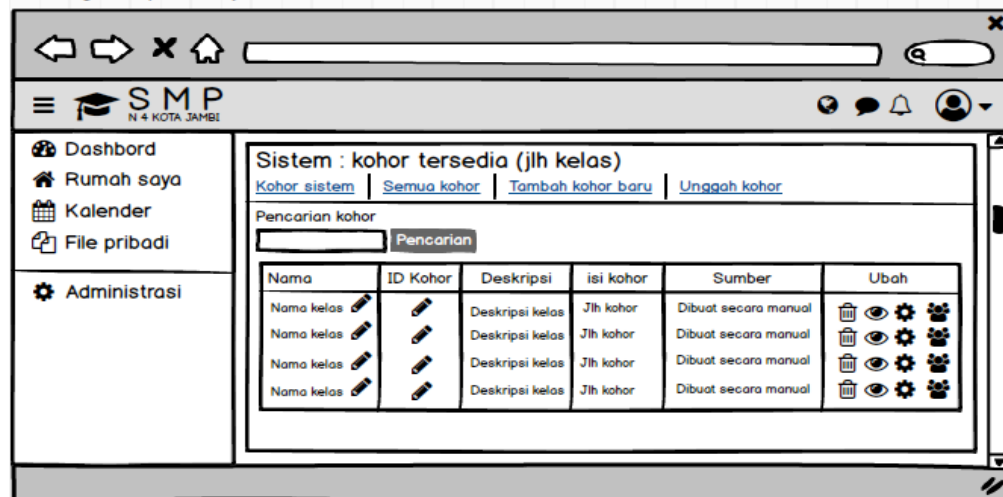 SMP
N 4 KOTA JAMBI
Dashbord
Rumah saya
Kalender
File pribadi
Administrasi
Sistem : kohor tersedia (jlh kelas)
Kohor sistem Semua kohor Tambah kohor baru Unggah kohor
Pencarian kohor
Pencarian
Nama ID Kohor Deskripsi isi kohor Sumber Ubah
Nama kelas Deskripsi kelas Jlh kohor Dibuat secara manual
Nama kelas Deskripsi kelas Jlh kohor Dibuat secara manual
Nama kelas Deskripsi kelas Jlh kohor Dibuat secara manual
Nama kelas Deskripsi kelas Jlh kohor Dibuat secara manual